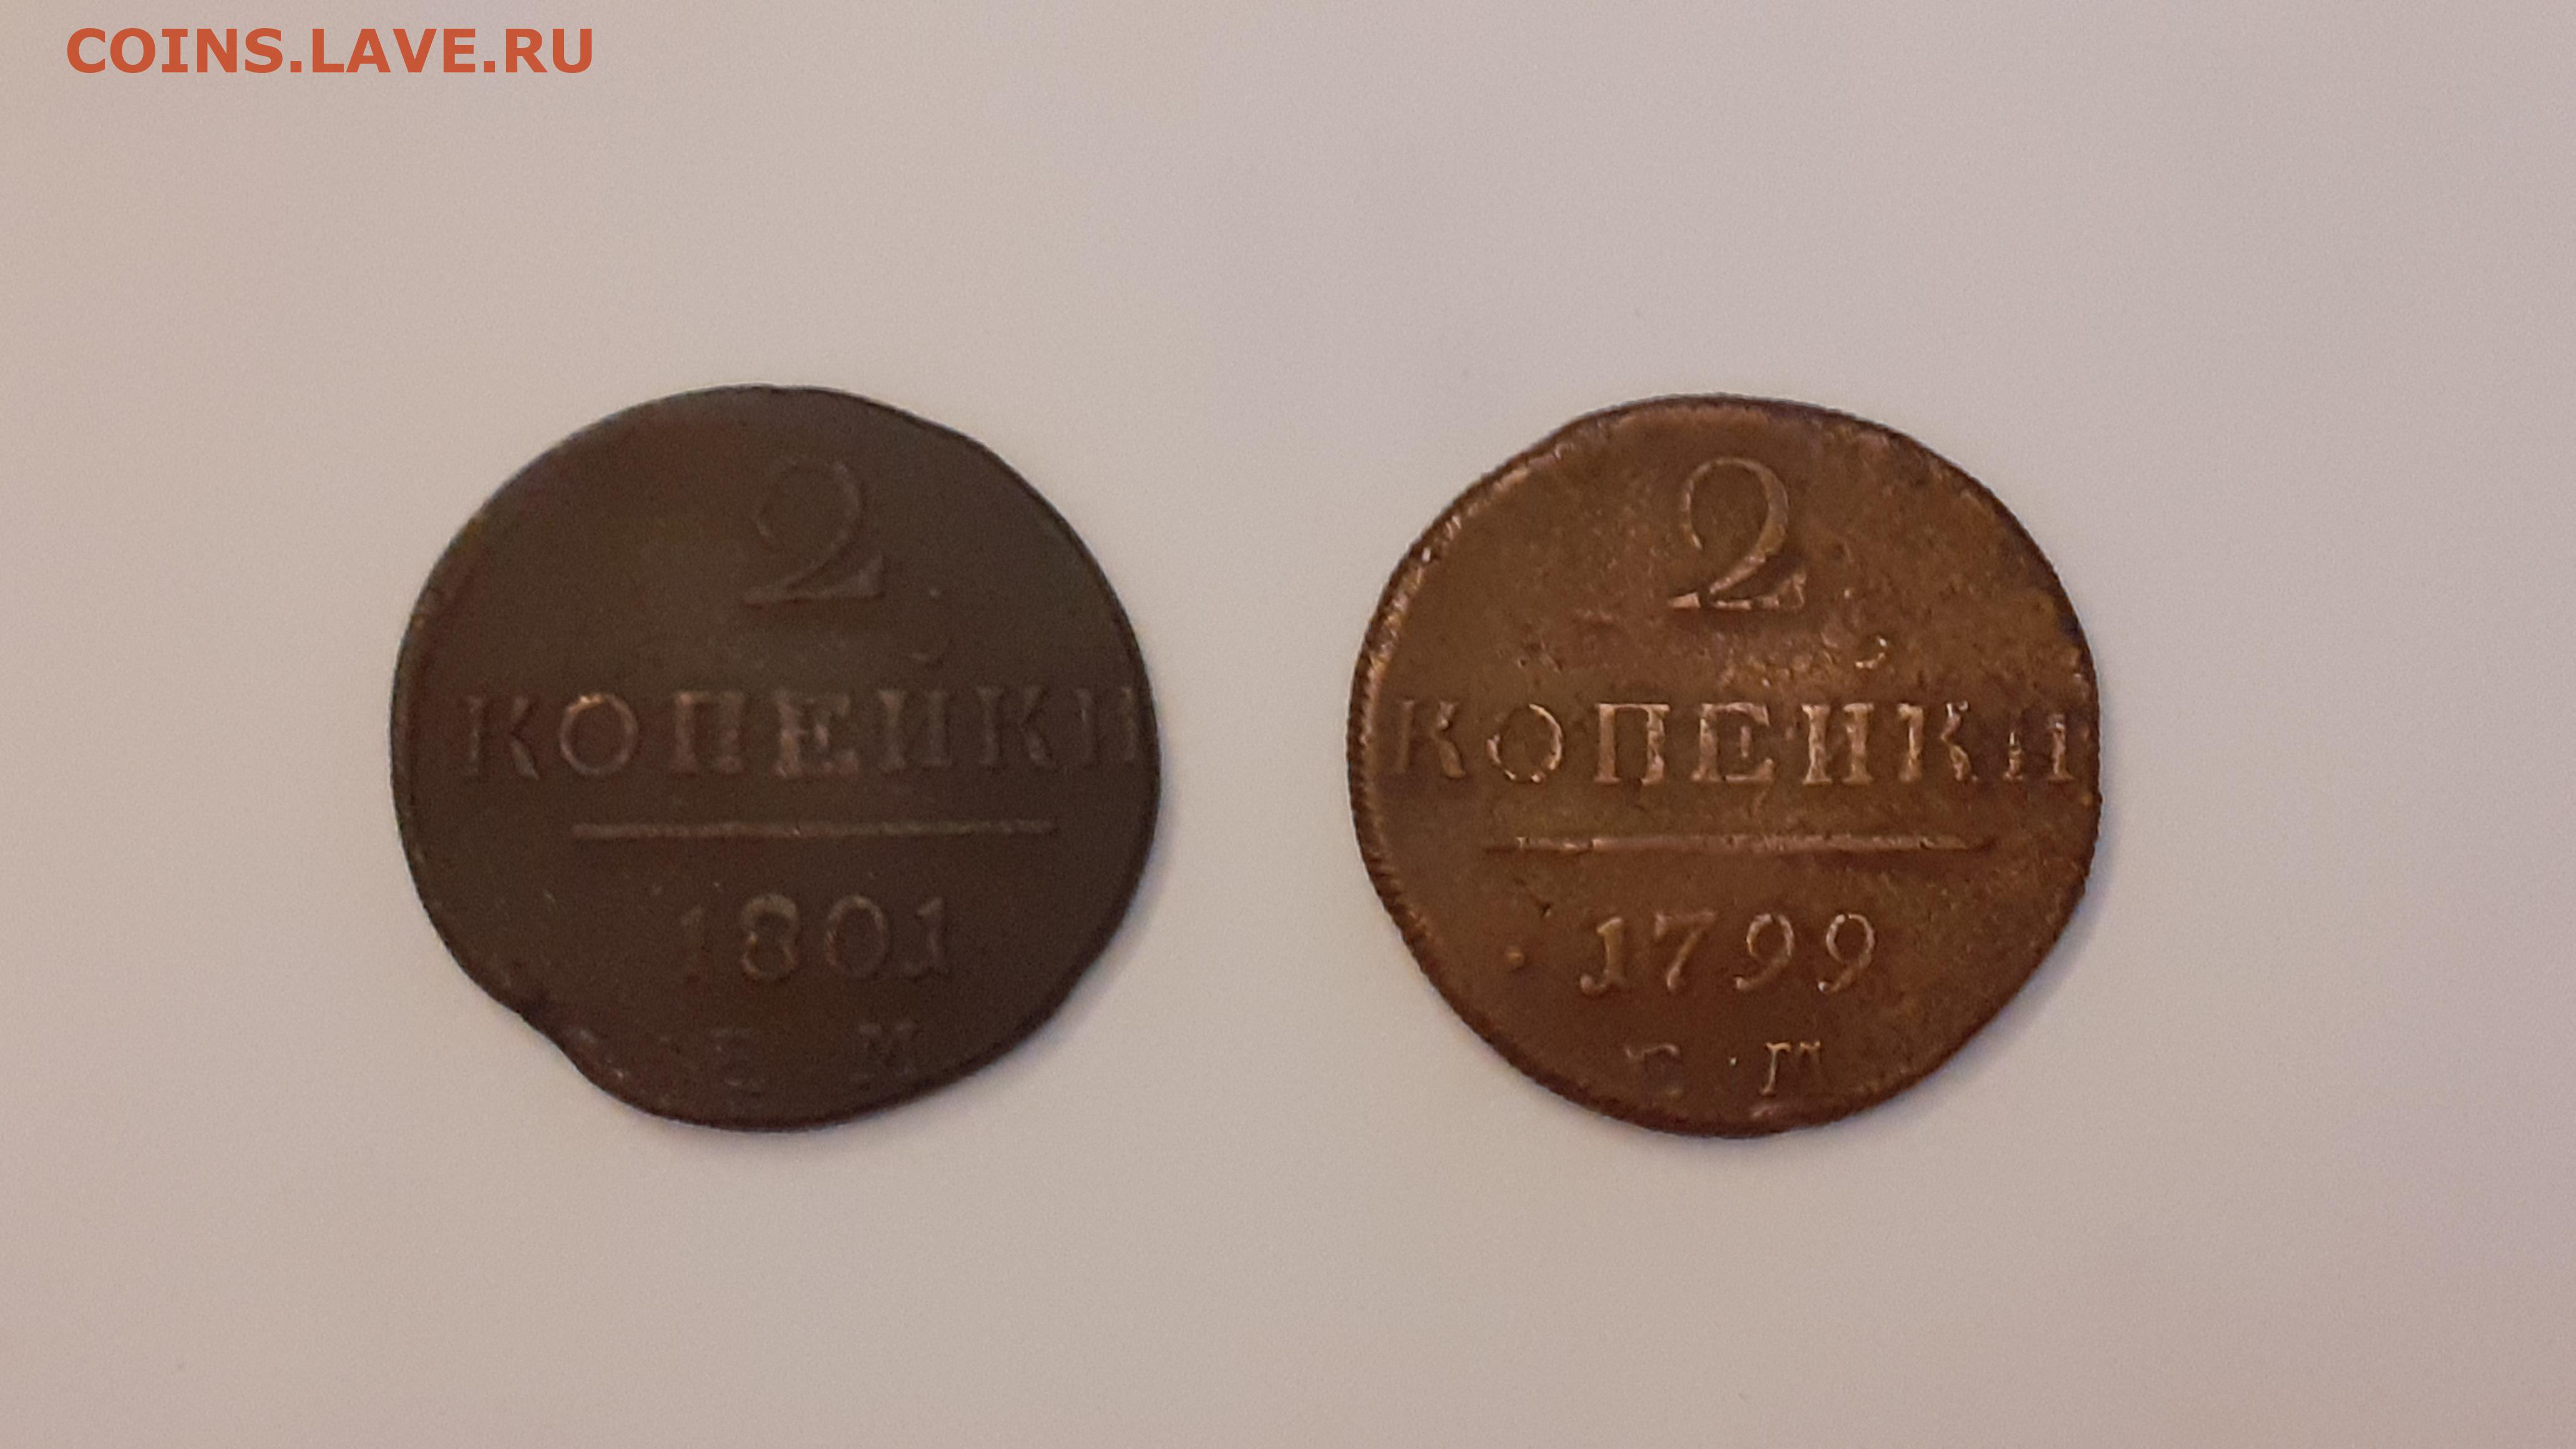 COINS.LAVE.RU
2
КОПЕЙКИ
1801
Е М
2
КОПЕЙКИ
1799
Е . М